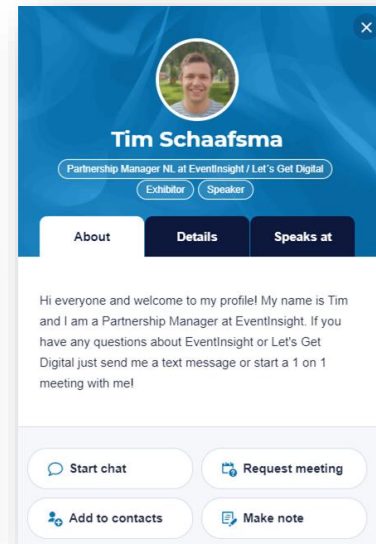 Tim Schaafsma
Partnership Manager NL at EventInsight / Let's Get Digital
Exhibitor Speaker
About Details Speaks at
Hi everyone and welcome to my profile! My name is Tim
and I am a Partnership Manager at EventInsight. If you
have any questions about EventInsight or Let's Get
Digital just send me a text message or start a 1 on 1
meeting with me!
Start chat Request meeting
Add to contacts Make note